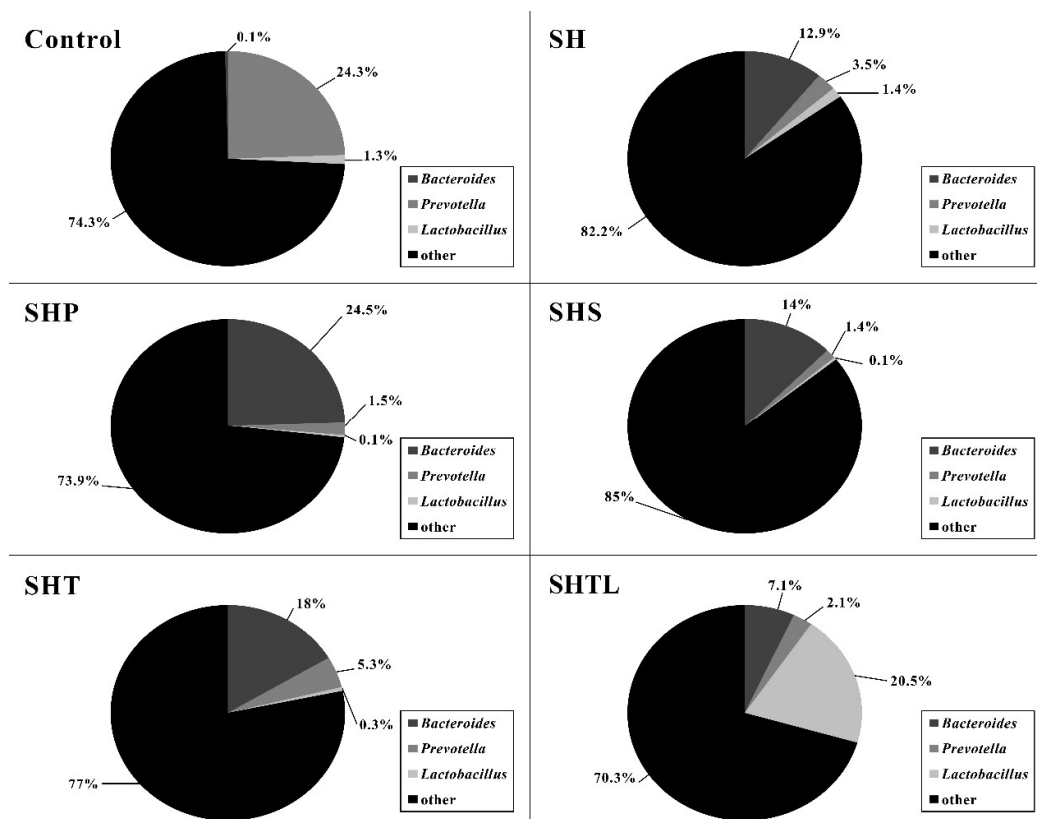 Control
0.1%
24.3%
1.3%
74.3%
Bacteroides
Prevotella
Lactobacillus
other
SH
12.9%
3.5%
1.4%
82.2%
Bacteroides
Prevotella
Lactobacillus
other
SHP
24.5%
1.5%
0.1%
73.9%
Bacteroides
Prevotella
Lactobacillus
other
SHS
14%
1.4%
0.1%
85%
Bacteroides
Prevotella
Lactobacillus
other
SHT
18%
5.3%
0.3%
77%
Bacteroides
Prevotella
Lactobacillus
other
SHTL
7.1%
2.1%
20.5%
70.3%
Bacteroides
Prevotella
Lactobacillus
other